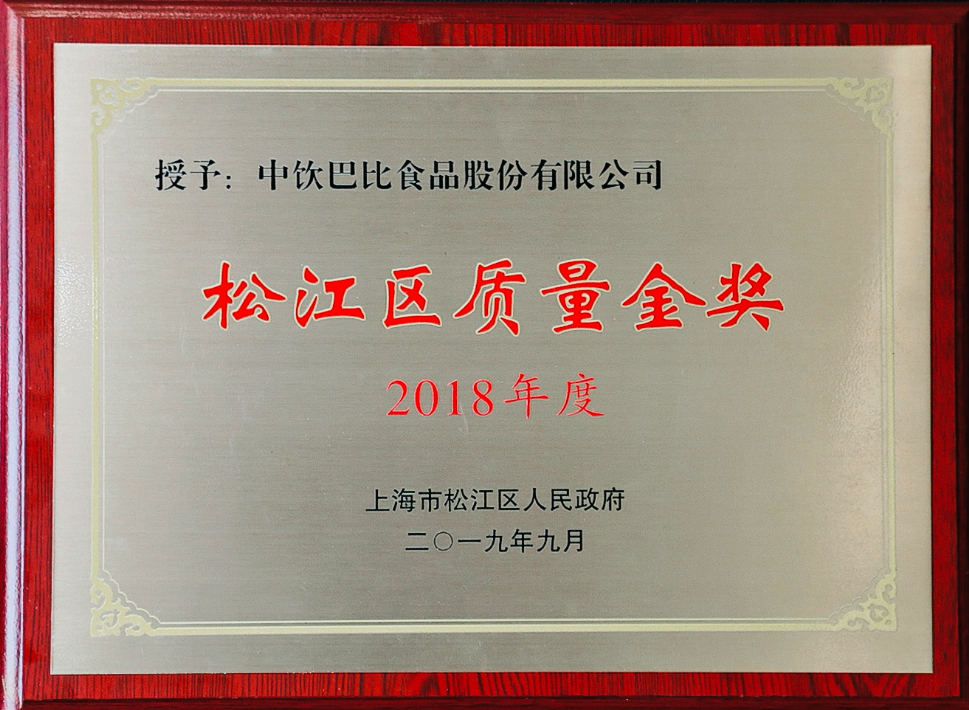 授予：中饮巴比食品股份有限公司
松江区质量金奖
2018年度
上海市松江区人民政府
二〇一九年九月